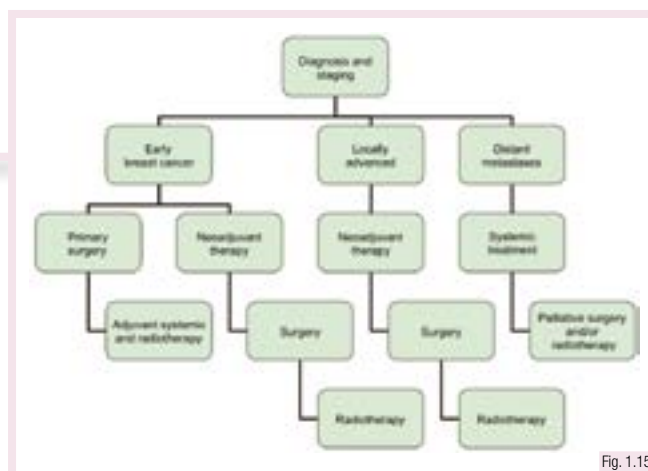 Diagnosis and
staging
Early
breast cancer
Locally
advanced
Distant
metastases
Primary
surgery
Neoadjuvant
therapy
Neoadjuvant
therapy
Systemic
treatment
Adjuvant systemic
and radiotherapy
Surgery
Surgery
Palliative surgery
and/or
radiotherapy
Radiotherapy
Radiotherapy
Fig. 1.15